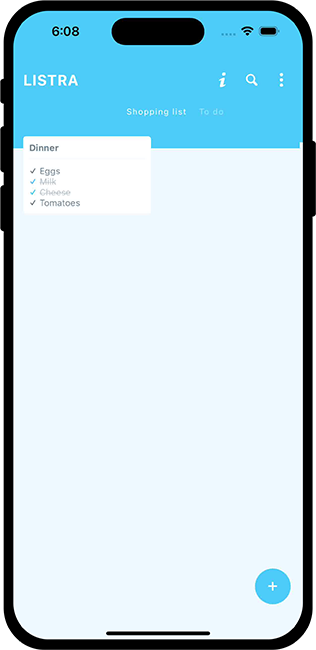 6:08
LISTRA
Shopping list To do
Dinner
Eggs
Milk
Cheese
Tomatoes